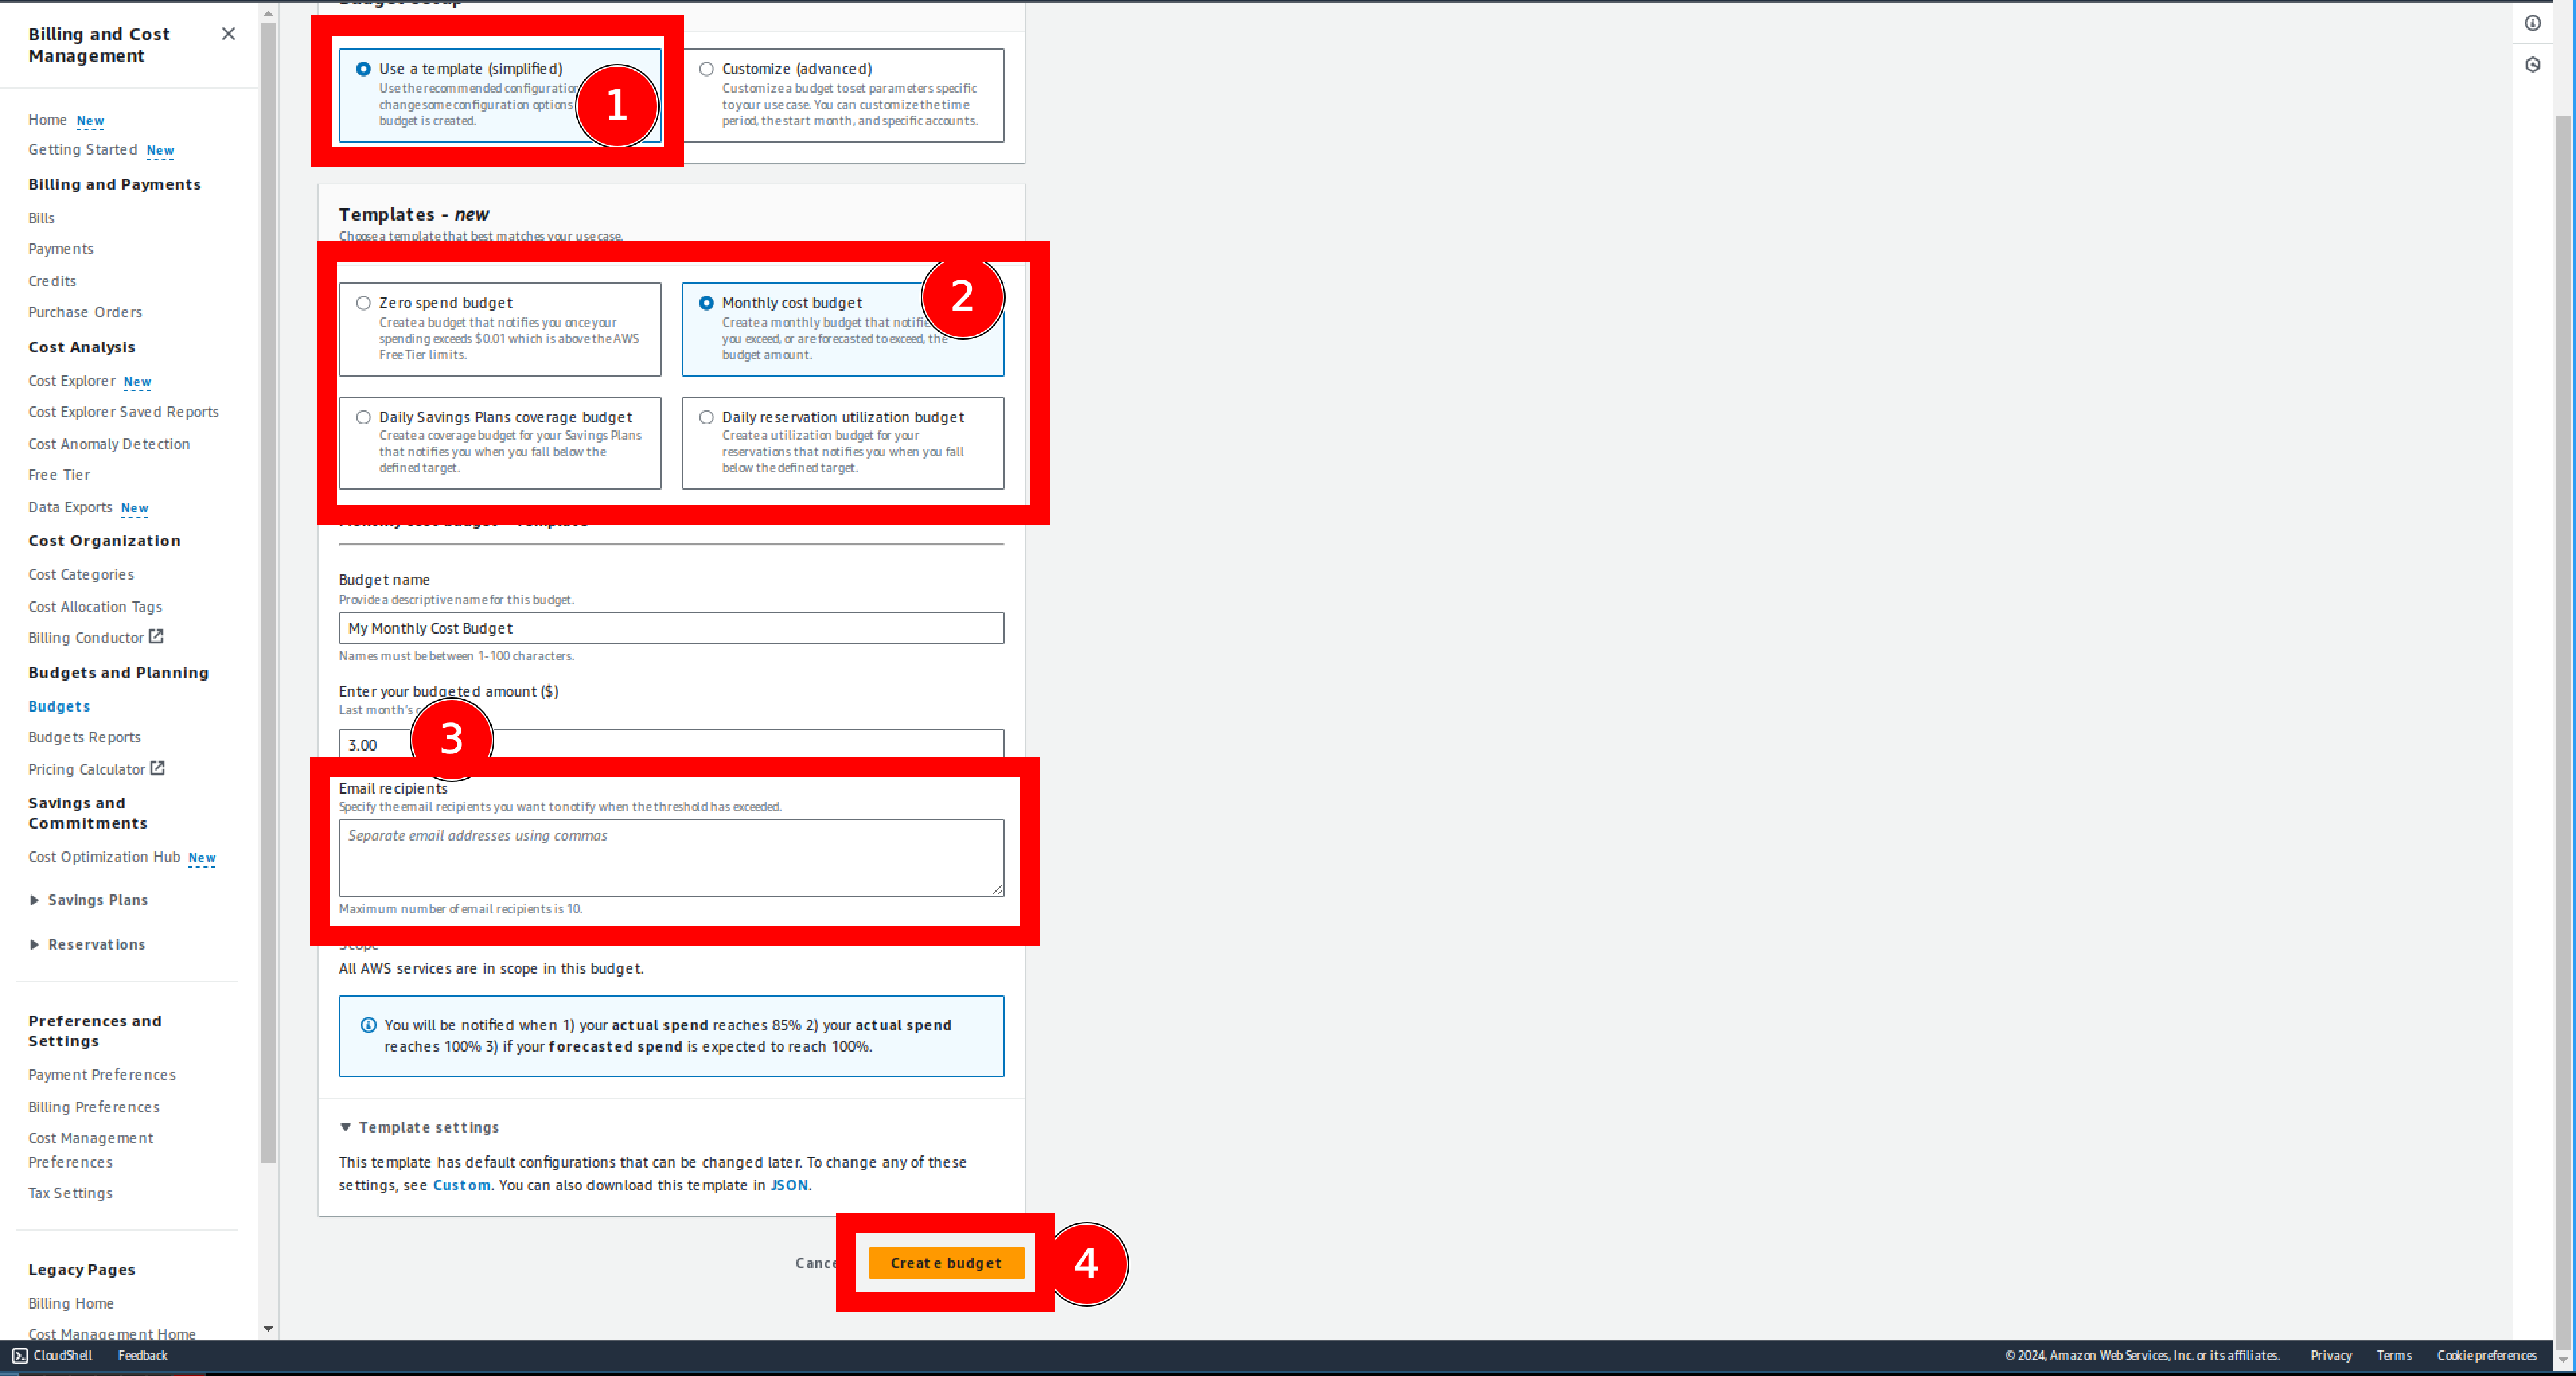 Billing and Cost
Management
Home New
Getting Started New
Billing and Payments
Bills
Payments
Credits
Purchase Orders
Cost Analysis
Cost Explorer New
Cost Explorer Saved Reports
Cost Anomaly Detection
Free Tier
Data Exports New
Cost Organization
Cost Categories
Cost Allocation Tags
Billing Conductor
Budgets and Planning
Budgets
Budgets Reports
Pricing Calculator
Savings and
Commitments
Cost Optimization Hub New
Savings Plans
Reservations
Preferences and
Settings
Payment Preferences
Billing Preferences
Cost Management
Preferences
Tax Settings
Legacy Pages
Billing Home
Cost Management Home
Use a template (simplified)
Use the recommended configuration
change some configuration options
budget is created.
1
Customize (advanced)
Customize a budget to set parameters specific
to your use case. You can customize the time
period, the start month, and specific accounts.
Templates - new
Choose a template that best matches your use case.
Zero spend budget
Create a budget that notifies you once your
spending exceeds $0.01 which is above the AWS
Free Tier limits.
Monthly cost budget
Create a monthly budget that
you exceed, or are forecasted to exceed, the
budget amount.
2
Daily Savings Plans coverage budget
Create a coverage budget for your Savings Plans
that notifies you when you fall below the
defined target.
Daily reservation utilization budget
Create a utilization budget for your
reservations that notifies you when you fall
below the defined target.
Budget name
Provide a descriptive name for this budget.
My Monthly Cost Budget
Names must be between 1-100 characters.
Enter your budgeted amount ($)
Last month's
3
3.00
Email recipients
Specify the email recipients you want to notify when the threshold has exceeded.
Separate email addresses using commas
Maximum number of email recipients is 10.
Scope
All AWS services are in scope in this budget.
You will be notified when 1) your actual spend reaches 85% 2) your actual spend
reaches 100% 3) if your forecasted spend is expected to reach 100%.
Template settings
This template has default configurations that can be changed later. To change any of these
settings, see Custom. You can also download this template in JSON.
Create budget
4
CloudShell Feedback
© 2024, Amazon Web Services, Inc. or its affiliates. Privacy Terms Cookie preferences